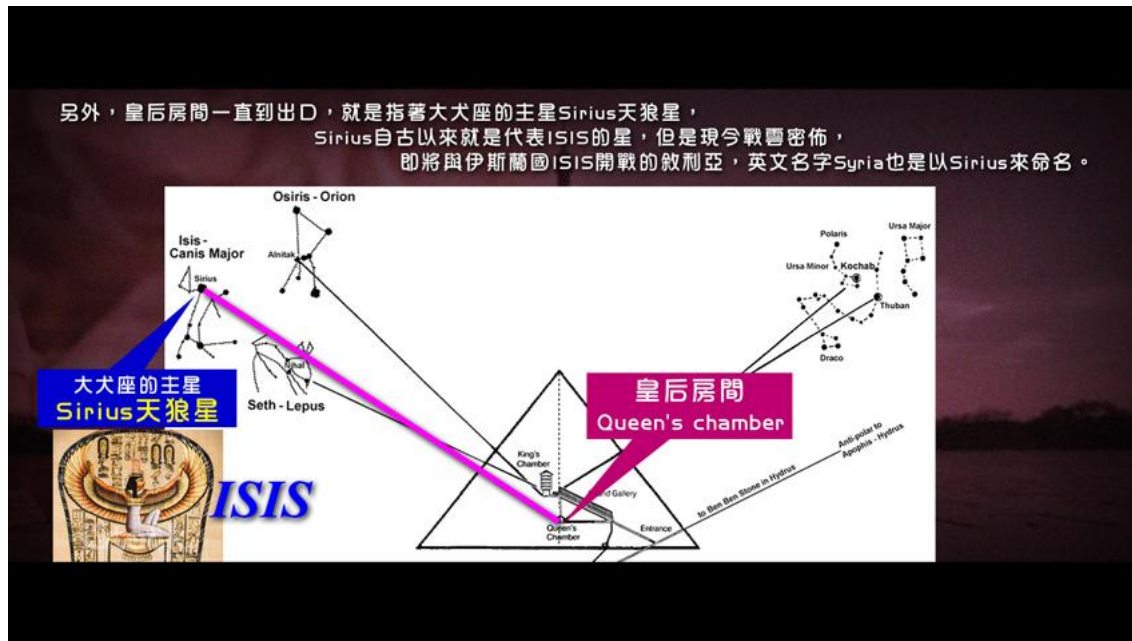 另外，皇后房間一直到出口，就是指著大犬座的主星Sirius天狼星，
Sirius自古以來就是代表ISIS的星，但是現今戰雲密佈，
即將與伊斯蘭國ISIS開戰的敘利亞，英文名字Syria也是以Sirius來命名。
Osiris - Orion
Isis -
Canis Major
Sirius
Alnitak
Polaris
Ursa Major
Ursa Minor
Kochab
Thuban
Draco
Nihal
Seth - Lepus
大犬座的主星
Sirius天狼星
ISIS
皇后房間
Queen's chamber
King's
Chamber
nd Gallery
Queen's
Chamber
Entrance
to Ben Ben Stone in Hydrus
Anti-polar to
Apophis - Hydrus